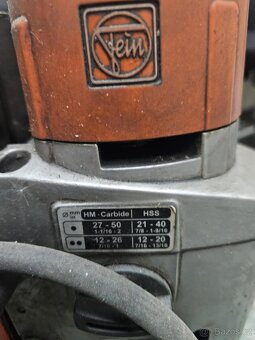 Fein
Ø mm HM - Carbide HSS
● 27 - 50 21 - 40
1-1/16 - 2 7/8 - 1-9/16
●● 12 - 26 12 - 20
7/16 - 1 7/16 - 13/16